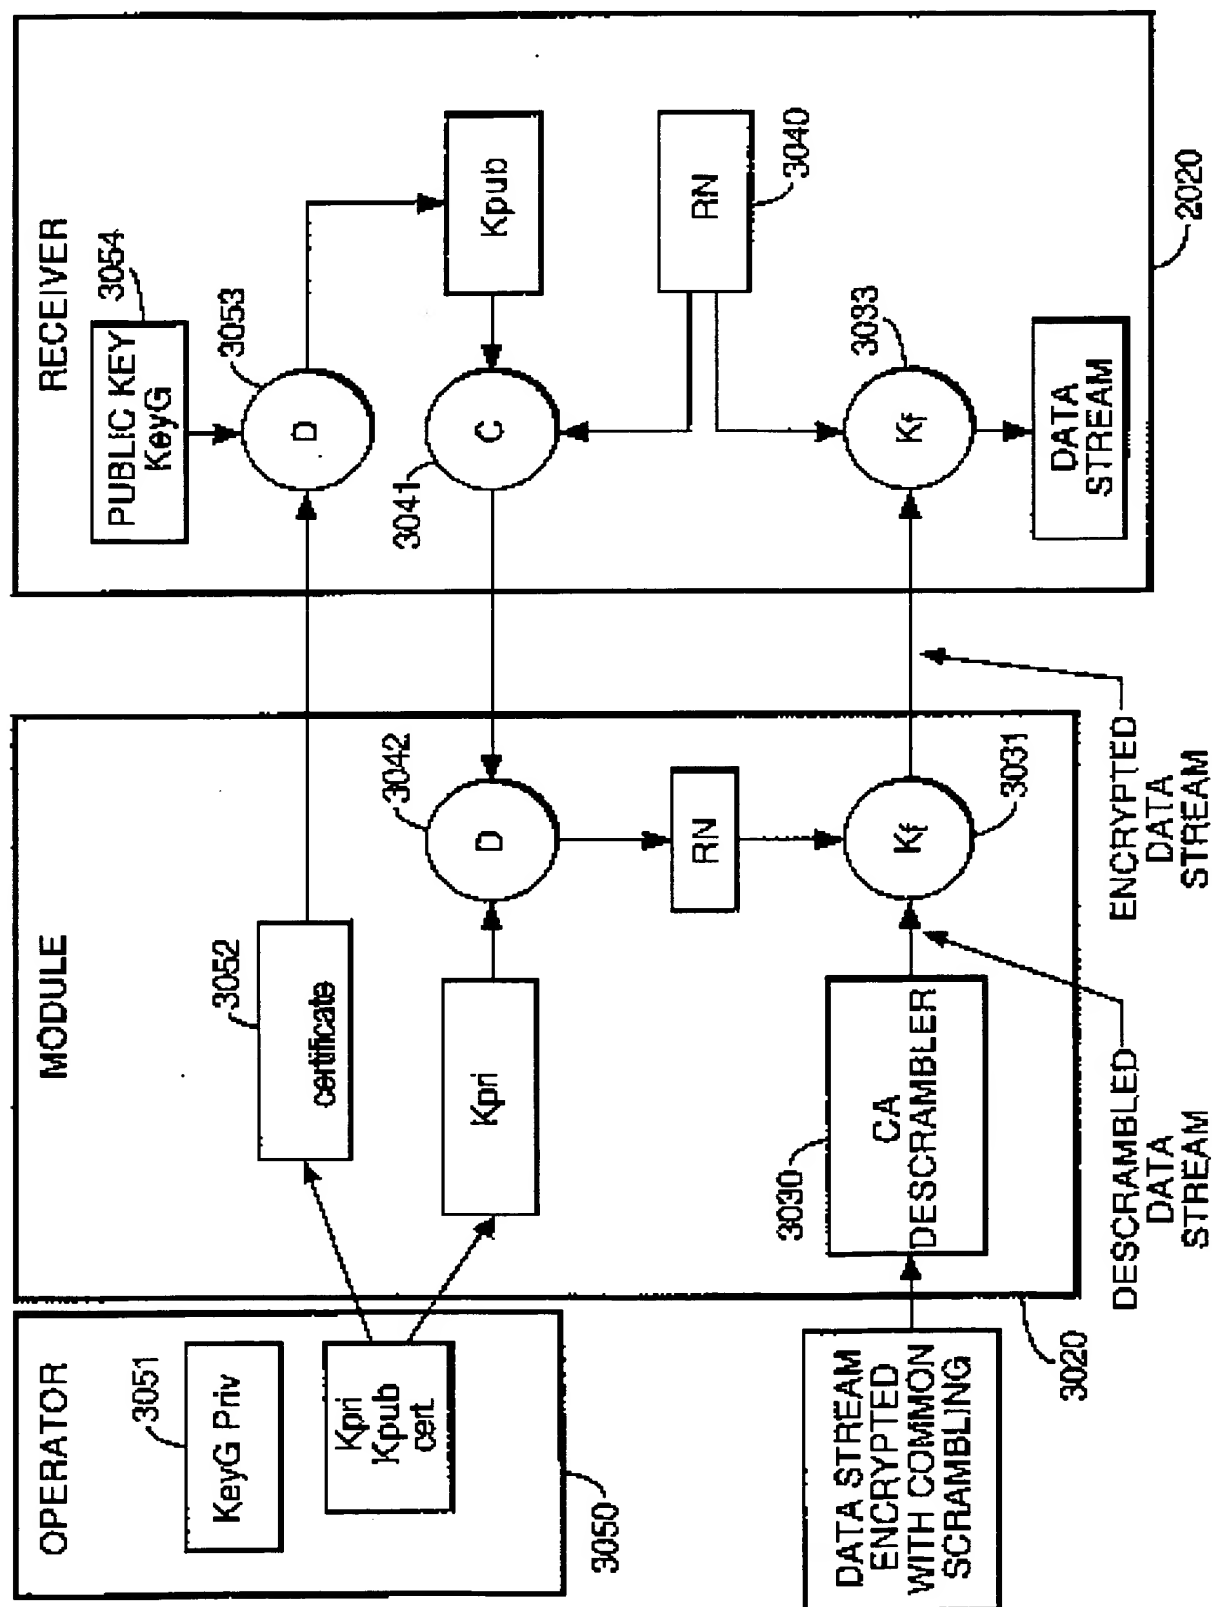 OPERATOR
3051
KeyG Priv
Kpri
Kpub
cert.
3050
DATA STREAM
ENCRYPTED
WITH COMMON
SCRAMBLING
MODULE
3052
certificate
Kpri
3042
D
RN
3030
CA
DESCRAMBLER
Kf
3031
3020
DESCRAMBLED
DATA
STREAM
ENCRYPTED
DATA
STREAM
RECEIVER
3054
PUBLIC KEY
KeyG
3053
D
Kpub
3041
C
RN
3040
3033
Kf
DATA
STREAM
2020